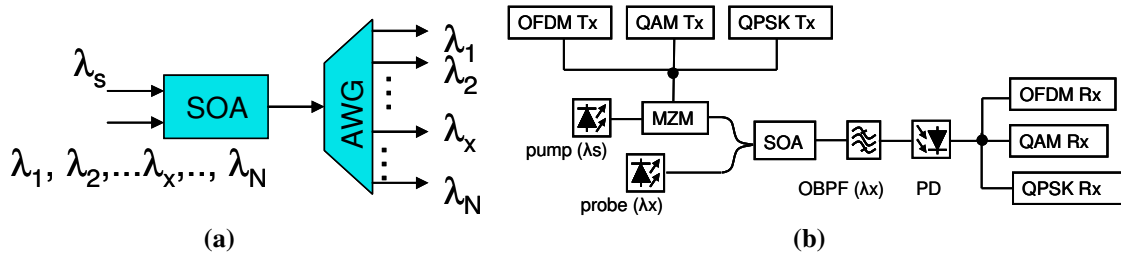 λs
SOA
λ1, λ2,...λx,.., λN
AWG
λ1
λ2
λx
λN
(a)
OFDM Tx
QAM Tx
QPSK Tx
MZM
pump (λs)
probe (λx)
SOA
OBPF (λx)
PD
OFDM Rx
QAM Rx
QPSK Rx
(b)